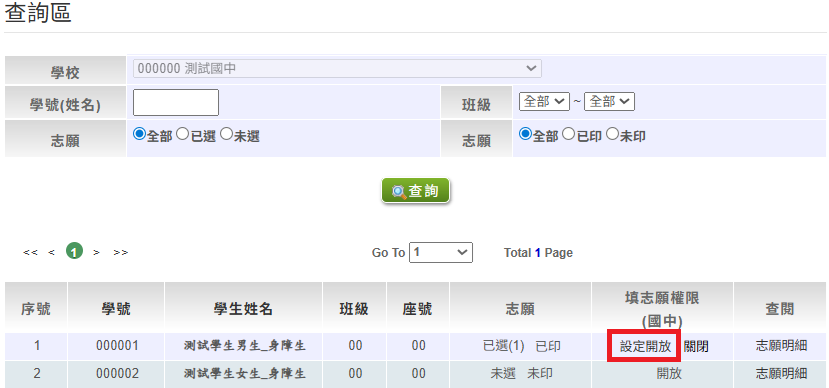 查詢區
學校 000000 測試國中
學號(姓名) 班級 全部 ~ 全部
志願 全部 已選 未選 志願 全部 已印 未印
查詢
<< < 1 > >> Go To 1 Total 1 Page
序號 學號 學生姓名 班級 座號 志願 填志願權限 查閱
(國中)
1 000001 測試學生男生_身障生 00 00 已選(1) 已印 設定開放 關閉 志願明細
2 000002 測試學生女生_身障生 00 00 未選 未印 開放 志願明細